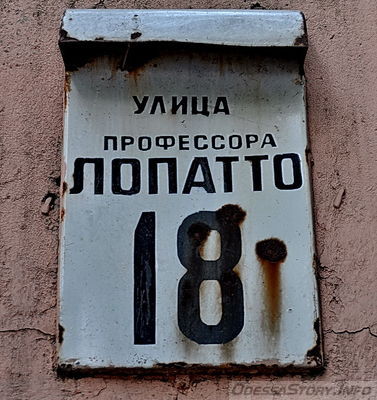 УЛИЦА
ПРОФЕССОРА
ЛОПАТТО
18
OdessaStory.Info